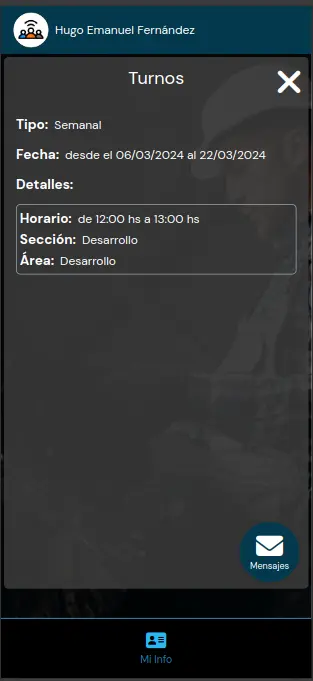 Hugo Emanuel Fernández
Turnos
Tipo: Semanal
Fecha: desde el 06/03/2024 al 22/03/2024
Detalles:
Horario: de 12:00 hs a 13:00 hs
Sección: Desarrollo
Área: Desarrollo
Mensajes
Mi Info